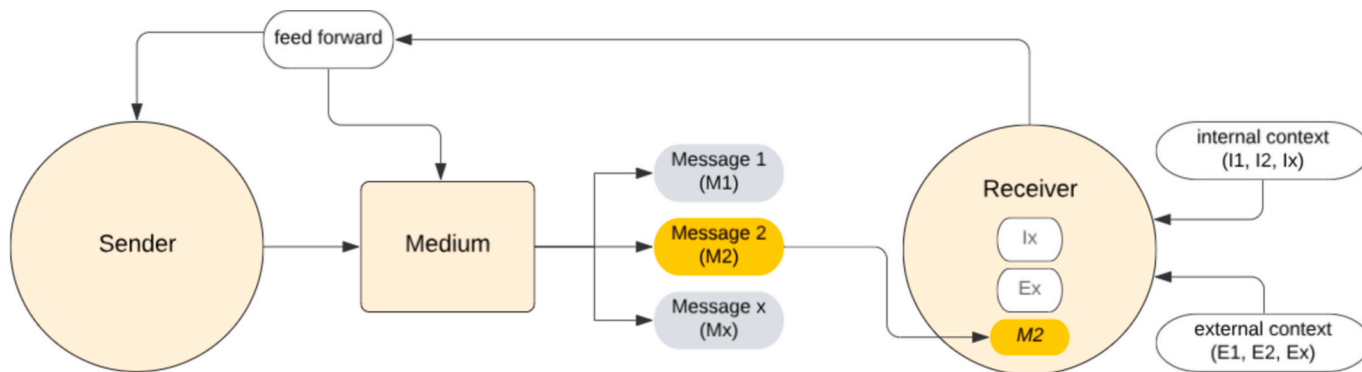 feed forward
Sender
Medium
Message 1
(M1)
Message 2
(M2)
Message x
(Mx)
Receiver
Ix
Ex
M2
internal context
(I1, I2, Ix)
external context
(E1, E2, Ex)